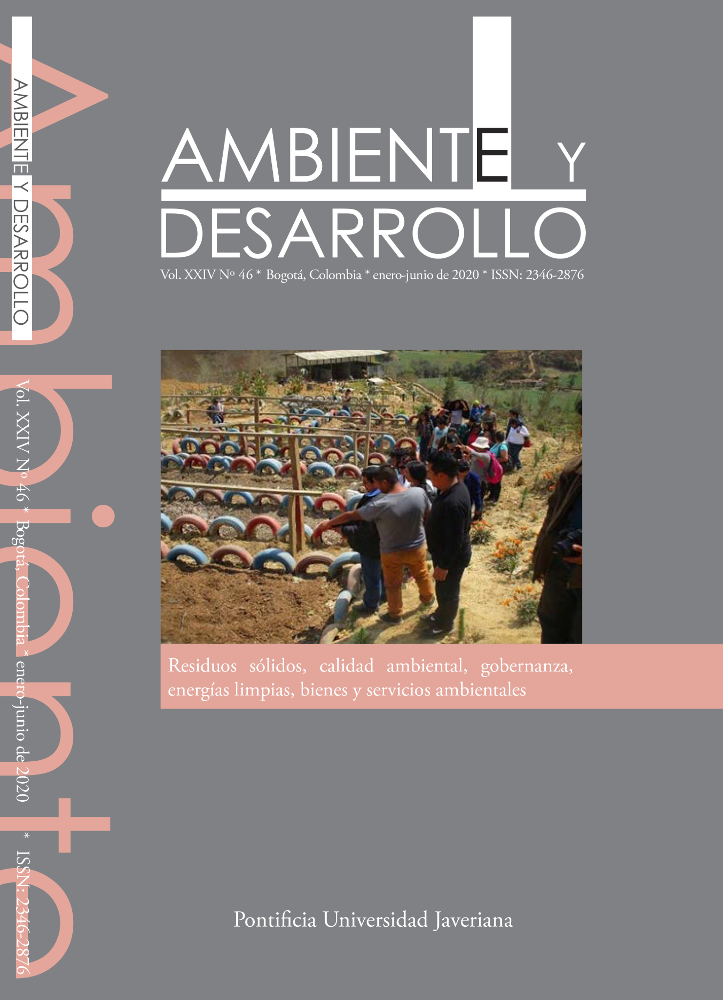 AMBIENTE Y DESARROLLO
Vol. XXIV Nº 46 * Bogotá, Colombia * enero-junio de 2020 * ISSN: 2346-2876
Ambiente
AMBIENTE Y
DESARROLLO
Vol. XXIV Nº 46 * Bogotá, Colombia * enero-junio de 2020 * ISSN: 2346-2876
Residuos sólidos, calidad ambiental, gobernanza,
energías limpias, bienes y servicios ambientales
Pontificia Universidad Javeriana